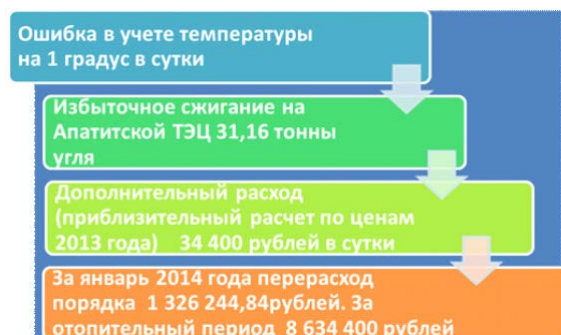 Ошибка в учете температуры
на 1 градус в сутки
Избыточное сжигание на
Апатитской ТЭЦ 31,16 тонны
угля
Дополнительный расход
(приблизительный расчет по ценам
2013 года) 34 400 рублей в сутки
За январь 2014 года перерасход
порядка 1 326 244,84рублей. За
отопительный период 8 634 400 рублей